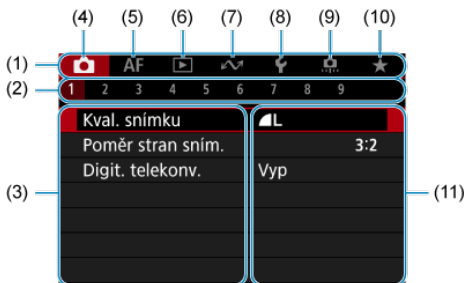 (4) (5) (6) (7) (8) (9) (10)
(1) AF
(2) 1 2 3 4 5 6 7 8 9
Kval. snímku L
Poměr stran sním. 3:2
Digit. telekonv. Vyp
(3) (11)